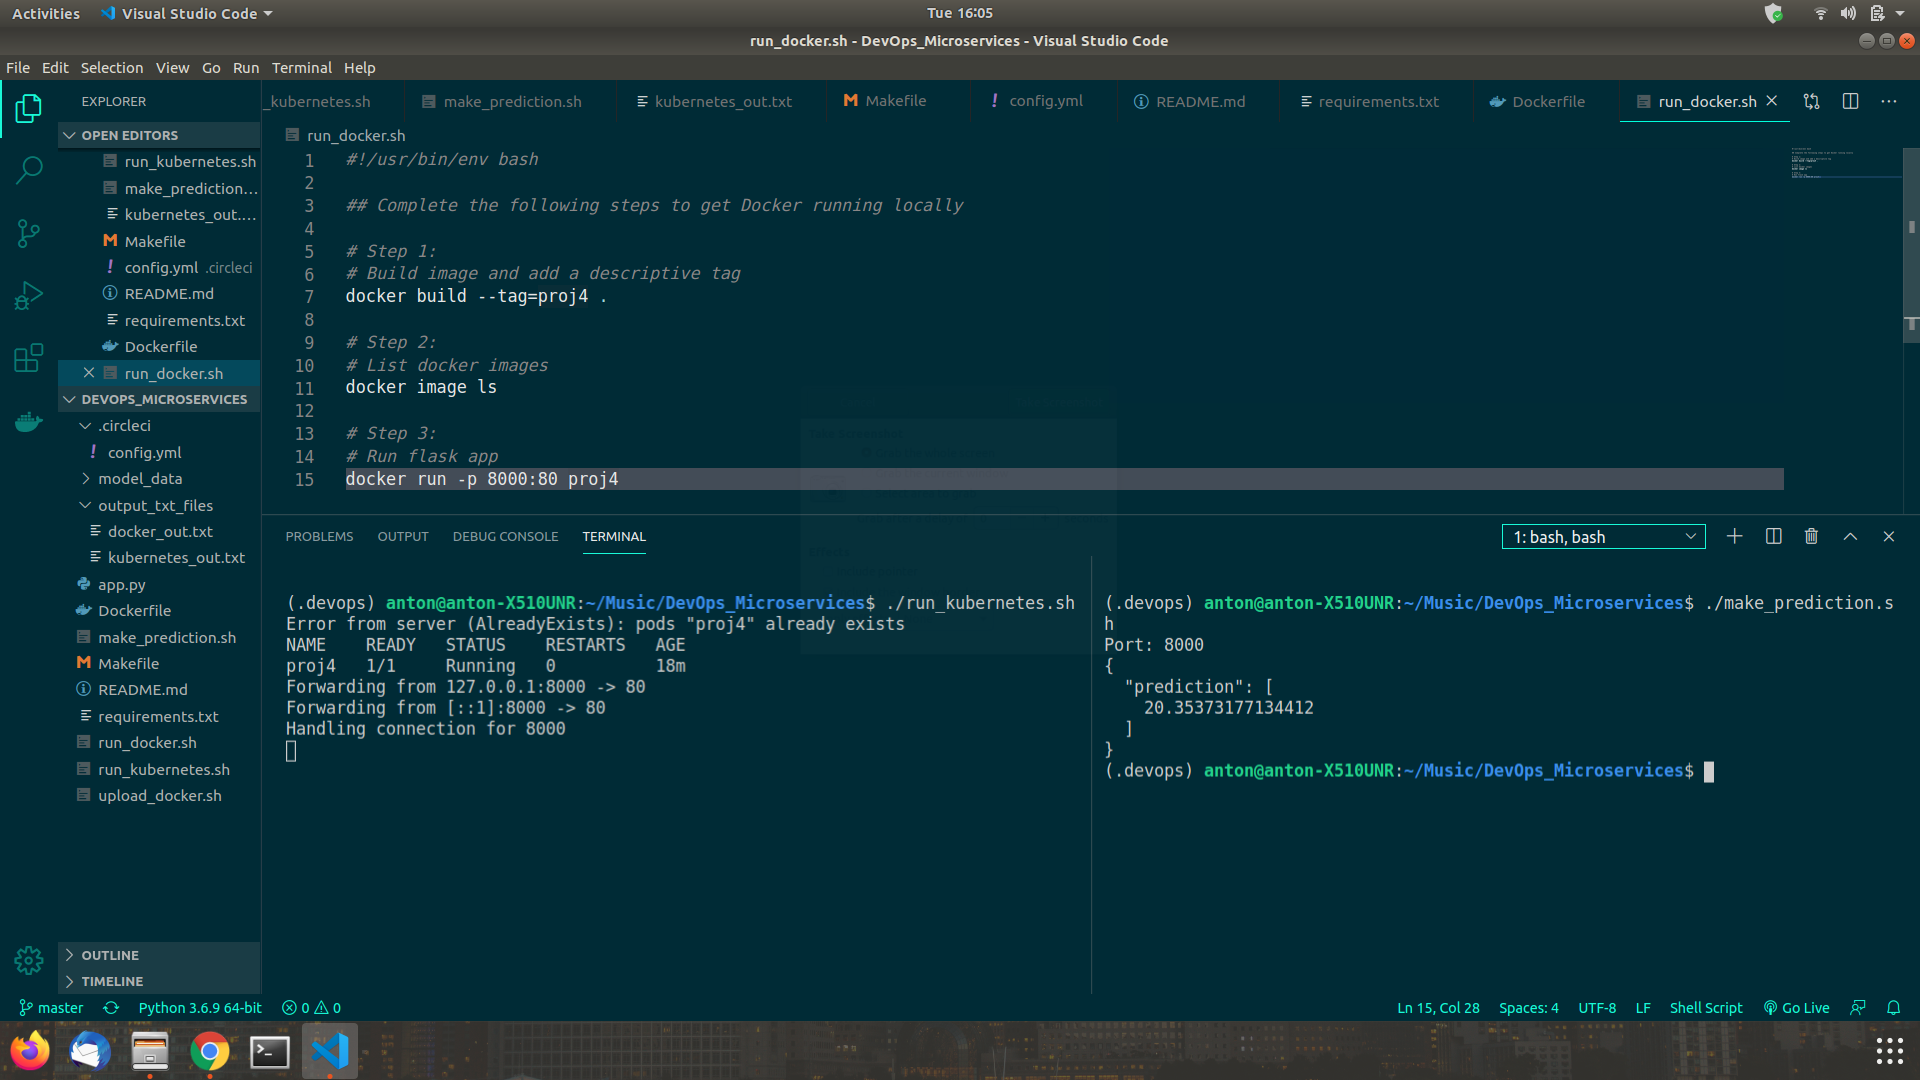 Activities Visual Studio Code Tue 16:05
run_docker.sh - DevOps_Microservices - Visual Studio Code
File Edit Selection View Go Run Terminal Help
EXPLORER
OPEN EDITORS
run_kubernetes.sh
make_prediction...
kubernetes_out....
Makefile
config.yml .circleci
README.md
requirements.txt
Dockerfile
run_docker.sh
DEVOPS_MICROSERVICES
.circleci
config.yml
model_data
output_txt_files
docker_out.txt
kubernetes_out.txt
app.py
Dockerfile
make_prediction.sh
Makefile
README.md
requirements.txt
run_docker.sh
run_kubernetes.sh
upload_docker.sh
OUTLINE
TIMELINE
_kubernetes.sh make_prediction.sh kubernetes_out.txt Makefile config.yml README.md requirements.txt Dockerfile run_docker.sh
run_docker.sh
1 #!/usr/bin/env bash
2
3 ## Complete the following steps to get Docker running locally
4
5 # Step 1:
6 # Build image and add a descriptive tag
7 docker build --tag=proj4 .
8
9 # Step 2:
10 # List docker images
11 docker image ls
12
13 # Step 3:
14 # Run flask app
15 docker run -p 8000:80 proj4
PROBLEMS OUTPUT DEBUG CONSOLE TERMINAL 1: bash, bash
(.devops) anton@anton-X510UNR:~/Music/DevOps_Microservices$ ./run_kubernetes.sh
Error from server (AlreadyExists): pods "proj4" already exists
NAME READY STATUS RESTARTS AGE
proj4 1/1 Running 0 18m
Forwarding from 127.0.0.1:8000 -> 80
Forwarding from [::1]:8000 -> 80
Handling connection for 8000
(.devops) anton@anton-X510UNR:~/Music/DevOps_Microservices$ ./make_prediction.s
h
Port: 8000
{
"prediction": [
20.35373177134412
]
}
(.devops) anton@anton-X510UNR:~/Music/DevOps_Microservices$
master Python 3.6.9 64-bit 0 0 Ln 15, Col 28 Spaces: 4 UTF-8 LF Shell Script Go Live